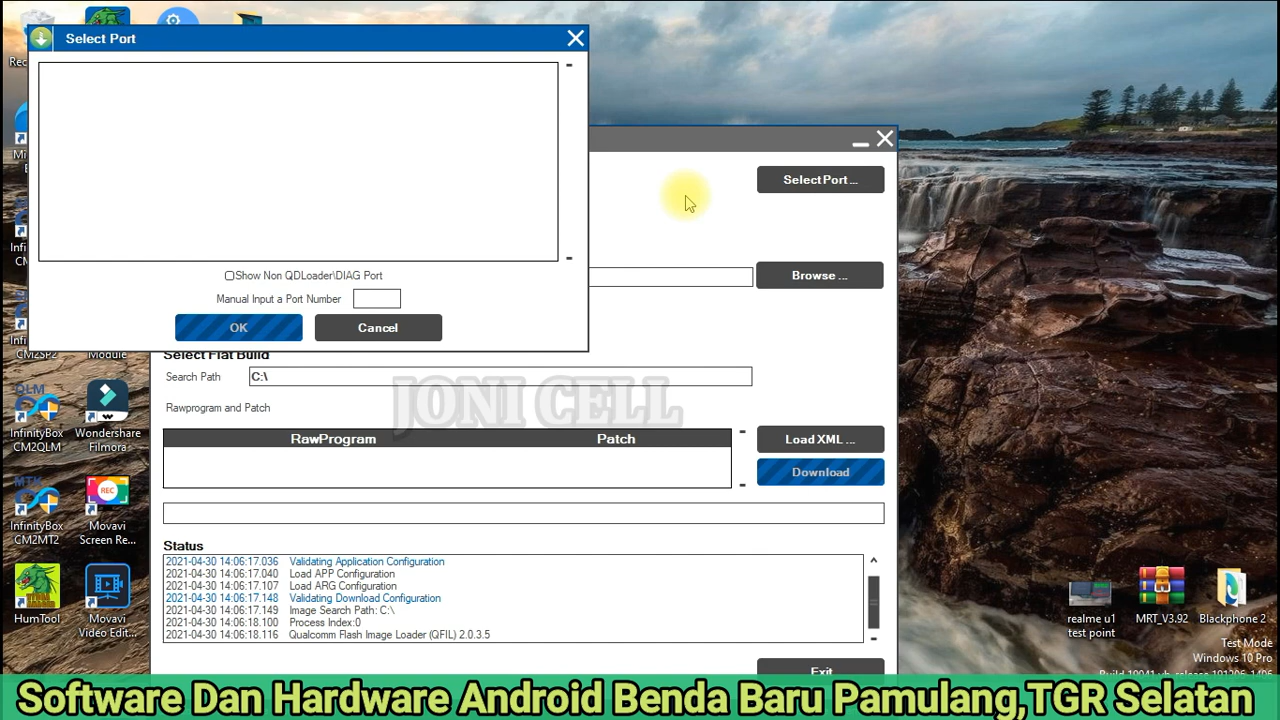 Select Port
Select Port ...
Show Non QDLoader\DIAG Port
Browse ...
Manual Input a Port Number
OK
Cancel
Select Flat Build
Search Path
C:\
JONI CELL
Rawprogram and Patch
RawProgram
Patch
Load XML ...
Download
Status
2021-04-30 14:06:17.036 Validating Application Configuration
2021-04-30 14:06:17.040 Load APP Configuration
2021-04-30 14:06:17.107 Load ARG Configuration
2021-04-30 14:06:17.148 Validating Download Configuration
2021-04-30 14:06:17.149 Image Search Path: C:\
2021-04-30 14:06:18.100 Process Index:0
2021-04-30 14:06:18.116 Qualcomm Flash Image Loader (QFIL) 2.0.3.5
Exit
CM2SP2
Module
QLM
InfinityBox
CM2QLM
Wondershare
Filmora
MTK
InfinityBox
CM2MT2
REC
Movavi
Screen Re...
HumTool
Movavi
Video Edit...
realme u1
test point
MRT_V3.92
Blackphone 2
Test Mode
Windows 10 Pro
Software Dan Hardware Android Benda Baru Pamulang,TGR Selatan